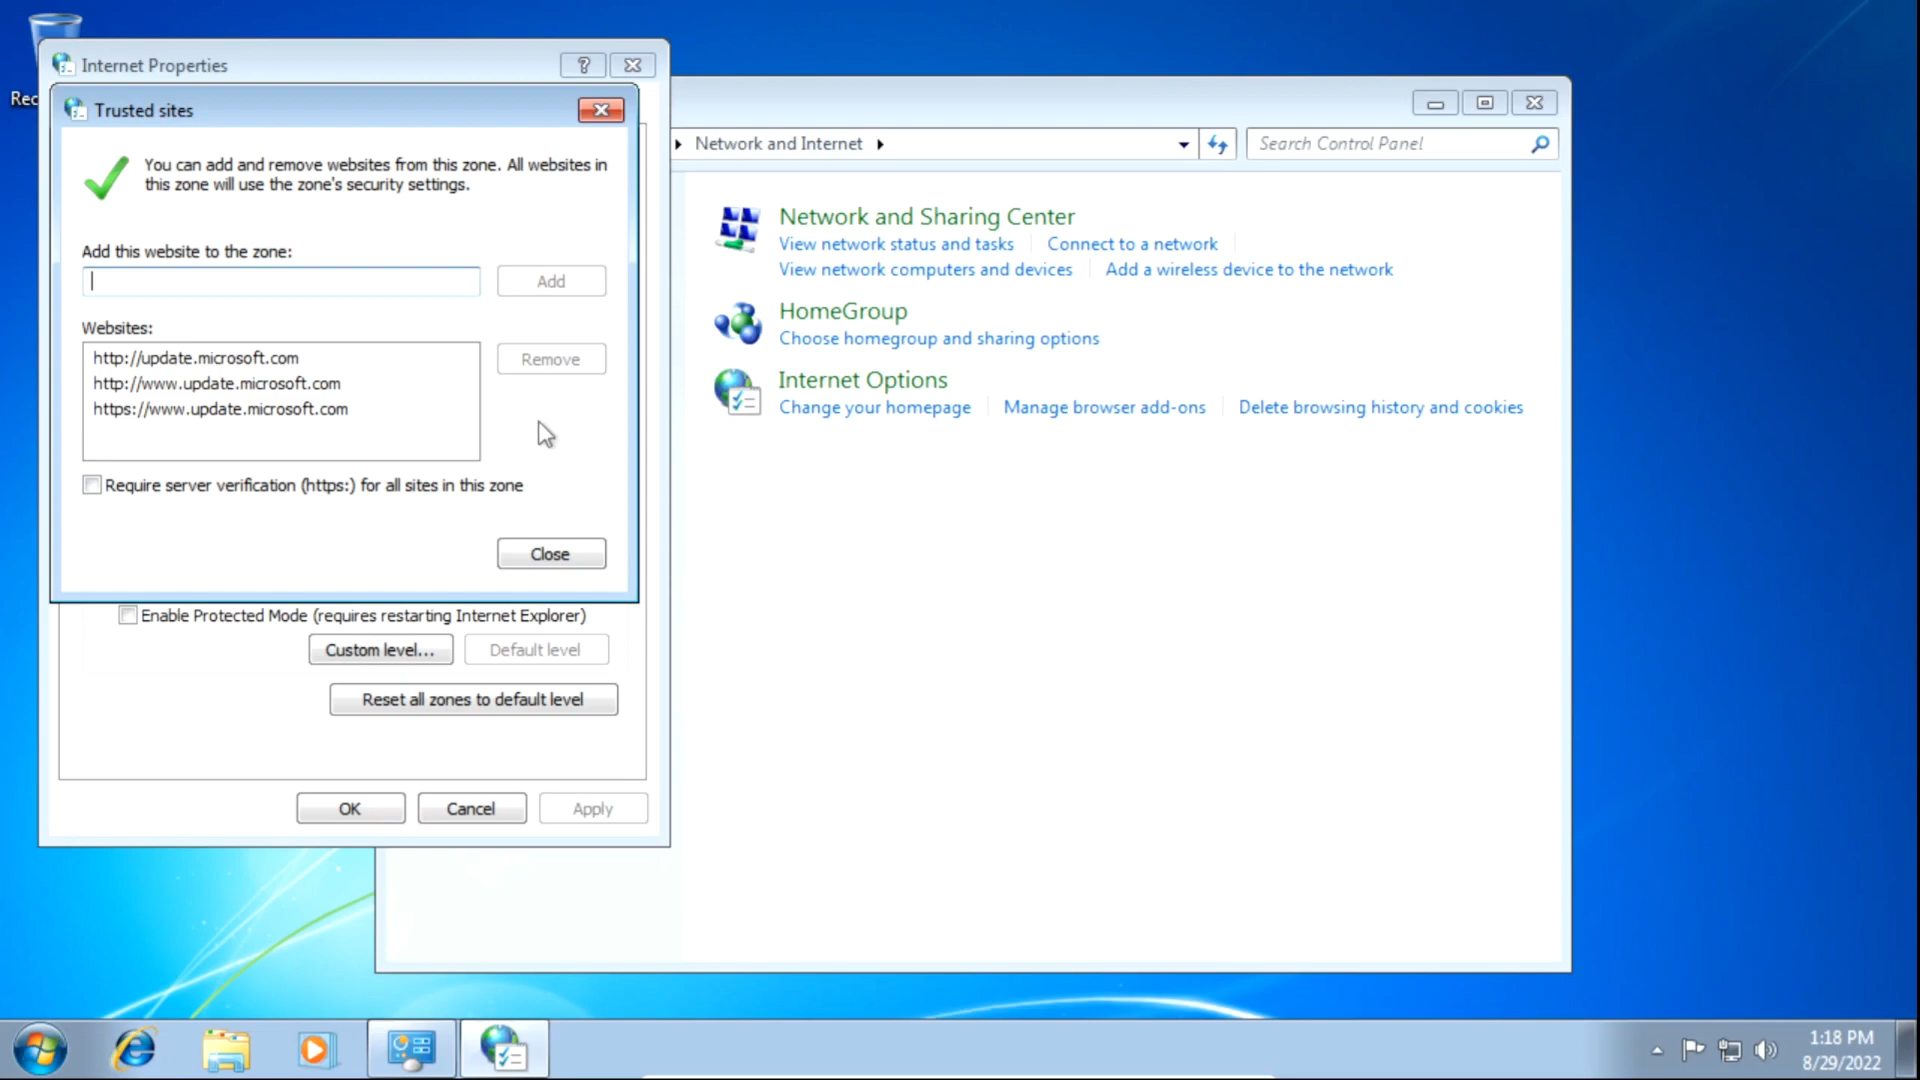 Rec
Internet Properties
Trusted sites
You can add and remove websites from this zone. All websites in
this zone will use the zone's security settings.
Add this website to the zone:
Add
Websites:
http://update.microsoft.com
http://www.update.microsoft.com
https://www.update.microsoft.com
Remove
Require server verification (https:) for all sites in this zone
Close
Enable Protected Mode (requires restarting Internet Explorer)
Custom level...
Default level
Reset all zones to default level
OK
Cancel
Apply
Network and Internet
Search Control Panel
Network and Sharing Center
View network status and tasks
Connect to a network
View network computers and devices
Add a wireless device to the network
HomeGroup
Choose homegroup and sharing options
Internet Options
Change your homepage
Manage browser add-ons
Delete browsing history and cookies
1:18 PM
8/29/2022